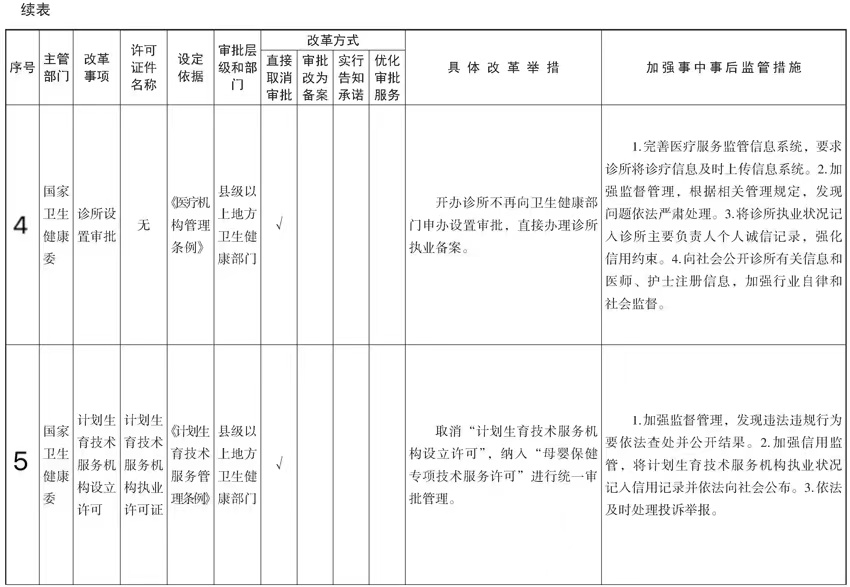 续表
序号
主管
部门
改革
事项
许可
证件
名称
设定
依据
审批层
级和部
门
改革方式
直接
取消
审批
审批
改为
备案
实行
告知
承诺
优化
审批
服务
具体改革举措
加强事中事后监管措施
4
国家
卫生
健康
委
诊所设
置审批
无
《医疗机
构管理
条例》
县级以
上地方
卫生健
康部门
√
开办诊所不再向卫生健康部
门申办设置审批，直接办理诊所
执业备案。
1.完善医疗服务监管信息系统，要求
诊所将诊疗信息及时上传信息系统。2.加
强监督管理，根据相关管理规定，发现
问题依法严肃处理。3.将诊所执业状况记
入诊所主要负责人个人诚信记录，强化
信用约束。4.向社会公开诊所有关信息和
医师、护士注册信息，加强行业自律和
社会监督。
5
国家
卫生
健康
委
计划生
育技术
服务机
构设立
许可
计划生
育技术
服务机
构执业
许可证
《计划生
育技术
服务管
理条例》
县级以
上地方
卫生健
康部门
√
取消“计划生育技术服务机
构设立许可”，纳入“母婴保健
专项技术服务许可”进行统一审
批管理。
1.加强监督管理，发现违法违规行为
要依法查处并公开结果。2.加强信用监
管，将计划生育技术服务机构执业状况
记入信用记录并依法向社会公布。3.依法
及时处理投诉举报。